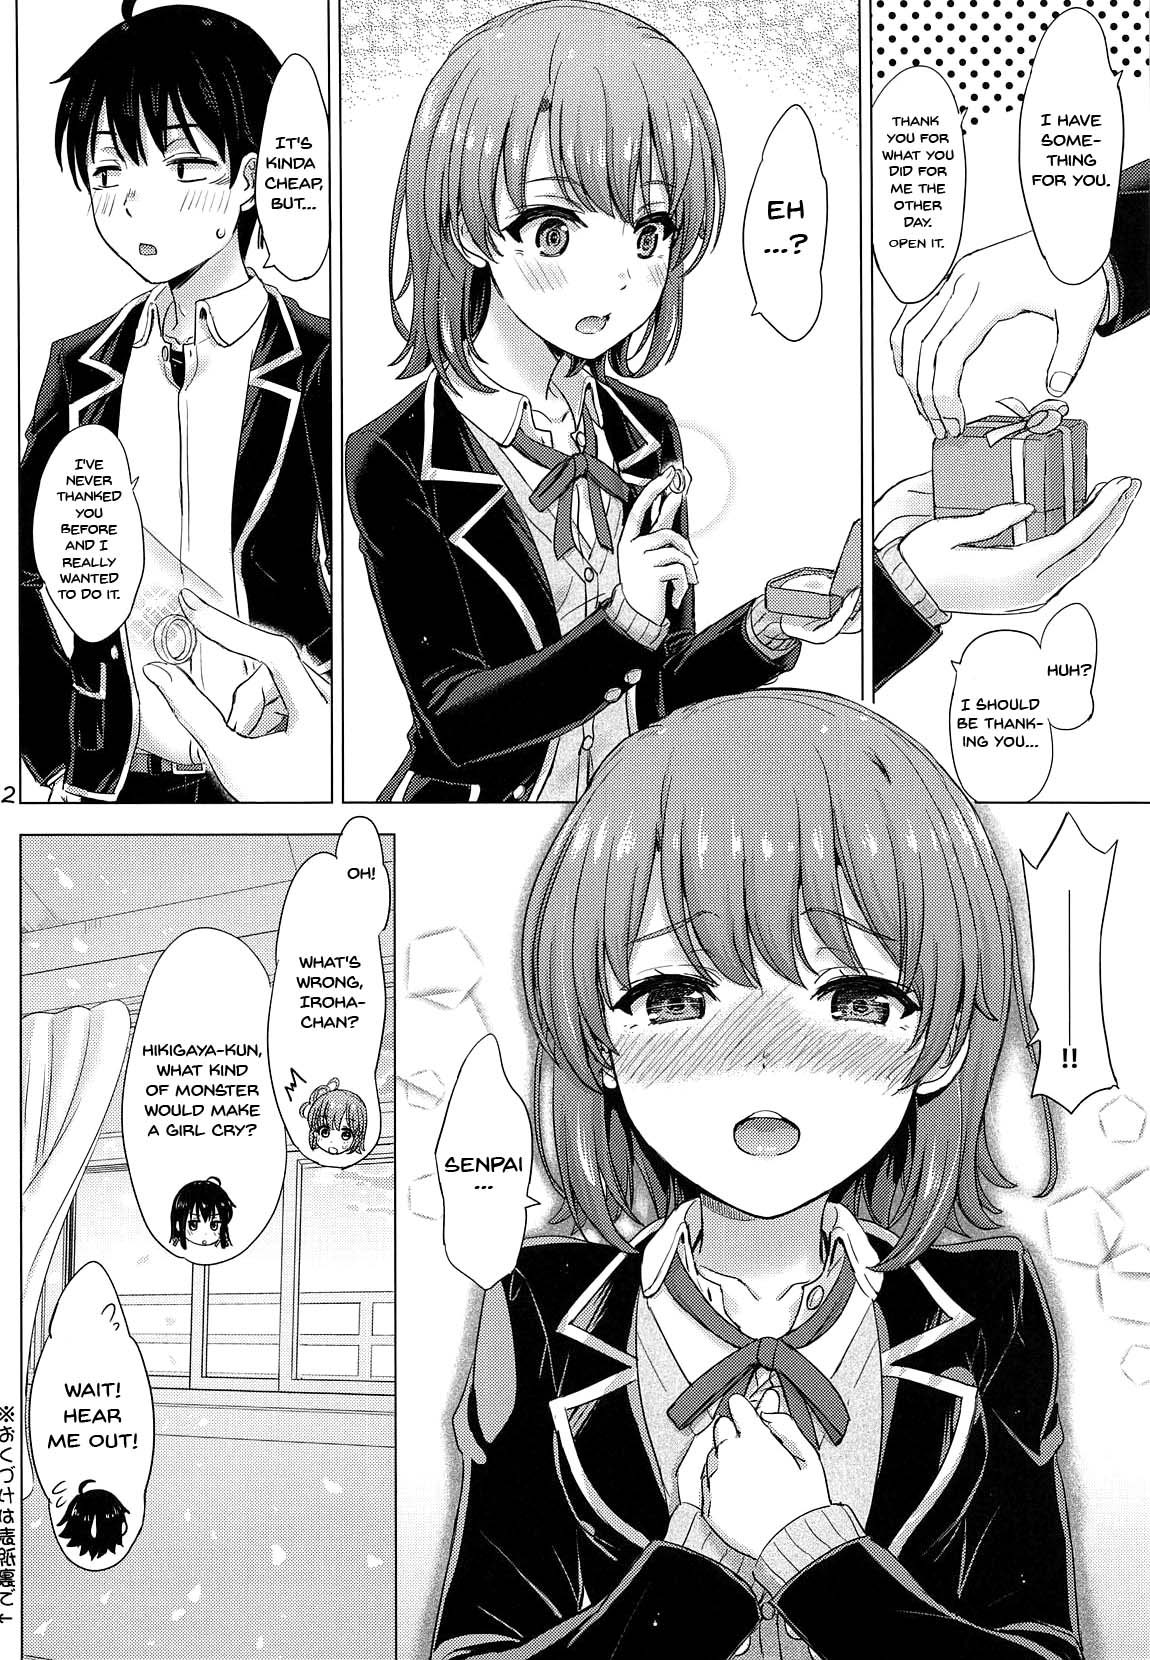 I HAVE
SOME-
THING
FOR YOU.
THANK
YOU FOR
WHAT YOU
DID FOR
ME THE
OTHER
DAY.
OPEN IT.
HUH?
I SHOULD
BE THANK-
ING YOU...
EH
...?
IT'S
KINDA
CHEAP,
BUT...
I'VE
NEVER
THANKED
YOU
BEFORE
AND I
REALLY
WANTED
TO DO IT.
2
!!
SENPAI
...
OH!
WHAT'S
WRONG,
IROHA-
CHAN?
HIKIGAYA-KUN,
WHAT KIND
OF MONSTER
WOULD MAKE
A GIRL CRY?
WAIT!
HEAR
ME OUT!
※おくづけは表紙裏で←